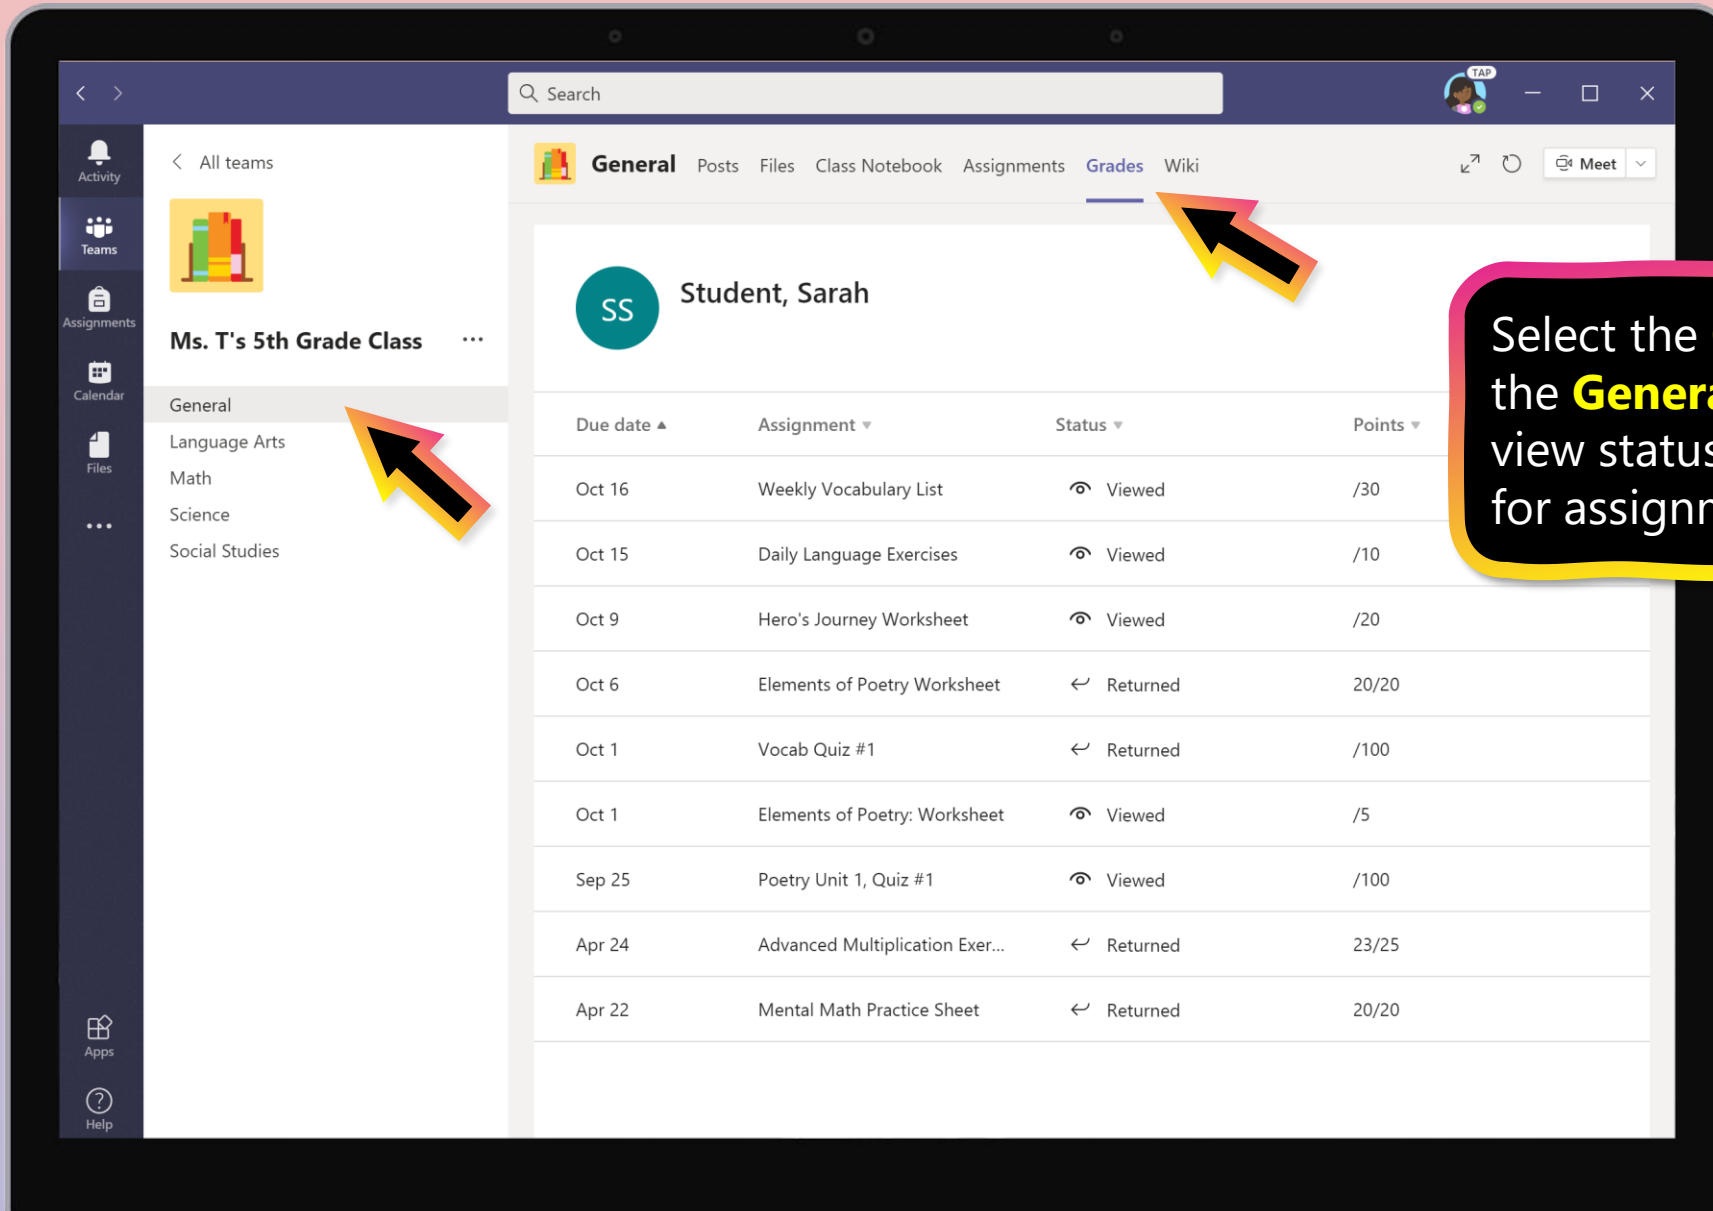 Search
TAP
Activity
Teams
Assignments
Calendar
Files
Apps
Help
All teams
Ms. T's 5th Grade Class
General
Language Arts
Math
Science
Social Studies
General Posts Files Class Notebook Assignments Grades Wiki
Meet
SS
Student, Sarah
Due date Assignment Status Points
Oct 16 Weekly Vocabulary List Viewed /30
Oct 15 Daily Language Exercises Viewed /10
Oct 9 Hero's Journey Worksheet Viewed /20
Oct 6 Elements of Poetry Worksheet Returned 20/20
Oct 1 Vocab Quiz #1 Returned /100
Oct 1 Elements of Poetry: Worksheet Viewed /5
Sep 25 Poetry Unit 1, Quiz #1 Viewed /100
Apr 24 Advanced Multiplication Exer... Returned 23/25
Apr 22 Mental Math Practice Sheet Returned 20/20
Select the
the
view
for